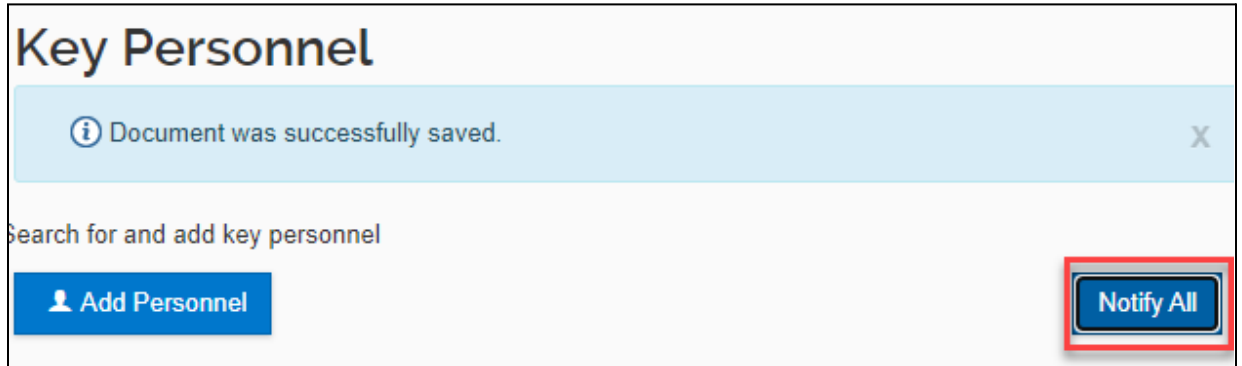 Key Personnel
Document was successfully saved.
X
Search for and add key personnel
Add Personnel
Notify All